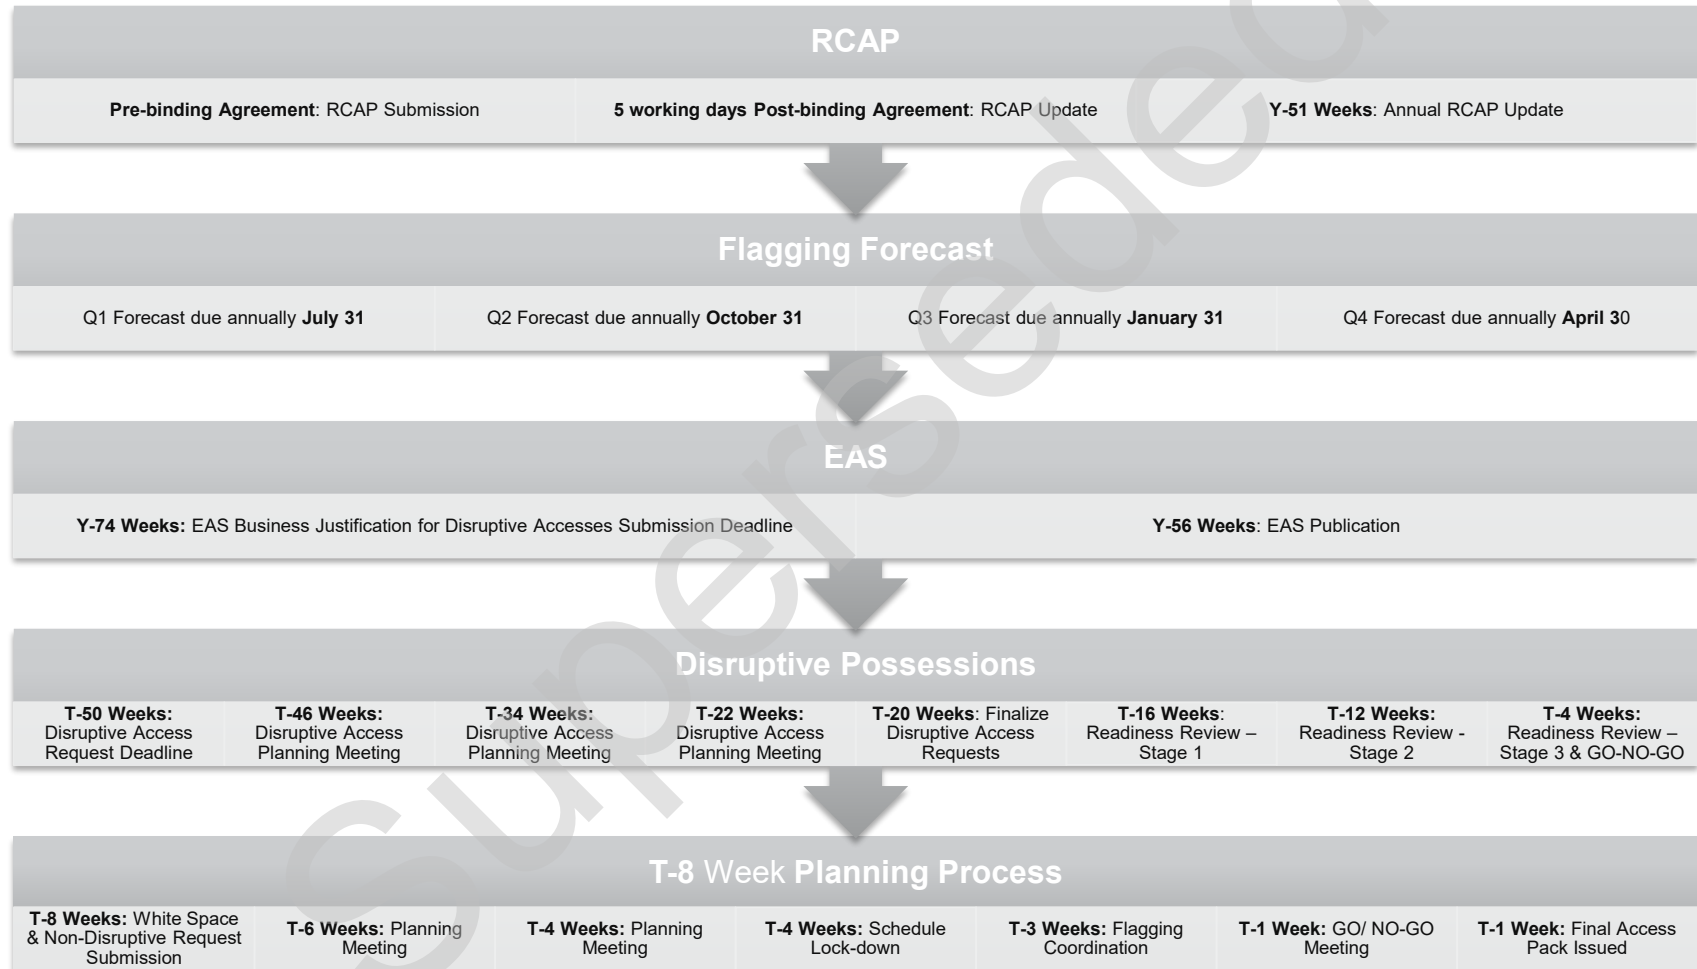 RCAP
Pre-binding Agreement: RCAP Submission
5 working days Post-binding Agreement: RCAP Update
Y-51 Weeks: Annual RCAP Update
Flagging Forecast
Q1 Forecast due annually July 31
Q2 Forecast due annually October 31
Q3 Forecast due annually January 31
Q4 Forecast due annually April 30
EAS
Y-74 Weeks: EAS Business Justification for Disruptive Accesses Submission Deadline
Y-56 Weeks: EAS Publication
Disruptive Possessions
T-50 Weeks:
Disruptive Access
Request Deadline
T-46 Weeks:
Disruptive Access
Planning Meeting
T-34 Weeks:
Disruptive Access
Planning Meeting
T-22 Weeks:
Disruptive Access
Planning Meeting
T-20 Weeks: Finalize
Disruptive Access
Requests
T-16 Weeks:
Readiness Review –
Stage 1
T-12 Weeks:
Readiness Review -
Stage 2
T-4 Weeks:
Readiness Review –
Stage 3 & GO-NO-GO
T-8 Week Planning Process
T-8 Weeks: White Space
& Non-Disruptive Request
Submission
T-6 Weeks: Planning
Meeting
T-4 Weeks: Planning
Meeting
T-4 Weeks: Schedule
Lock-down
T-3 Weeks: Flagging
Coordination
T-1 Week: GO/ NO-GO
Meeting
T-1 Week: Final Access
Pack Issued
Superseded